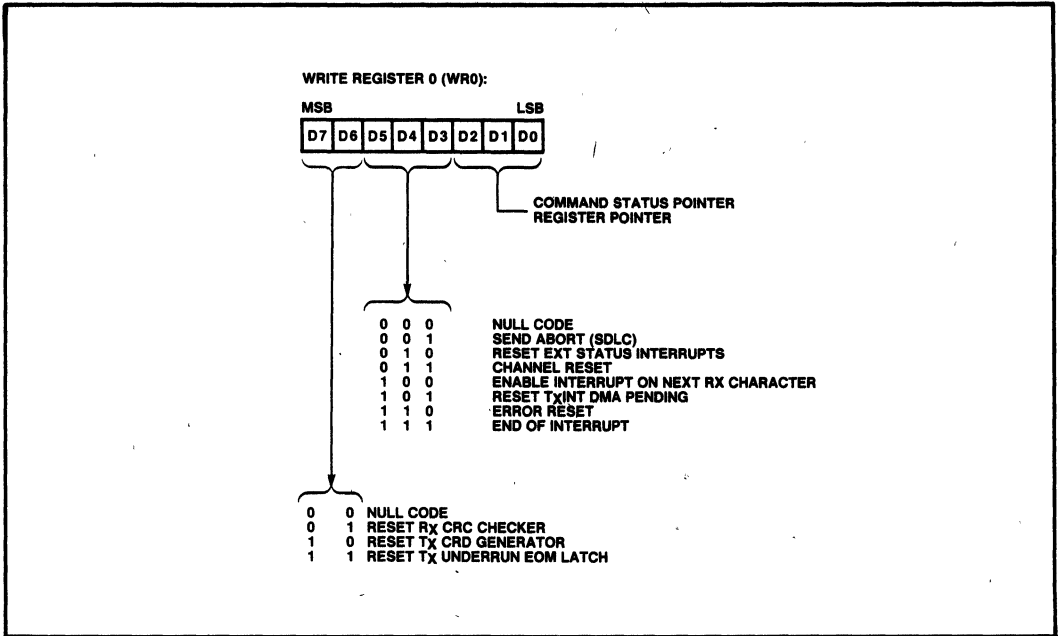 WRITE REGISTER 0 (WR0):
MSB LSB
D7 D6 D5 D4 D3 D2 D1 D0
COMMAND STATUS POINTER
REGISTER POINTER
0 0 0 NULL CODE
0 0 1 SEND ABORT (SDLC)
0 1 0 RESET EXT STATUS INTERRUPTS
0 1 1 CHANNEL RESET
1 0 0 ENABLE INTERRUPT ON NEXT RX CHARACTER
1 0 1 RESET TXINT DMA PENDING
1 1 0 ERROR RESET
1 1 1 END OF INTERRUPT
0 0 NULL CODE
0 1 RESET RX CRC CHECKER
1 0 RESET TX CRD GENERATOR
1 1 RESET TX UNDERRUN EOM LATCH